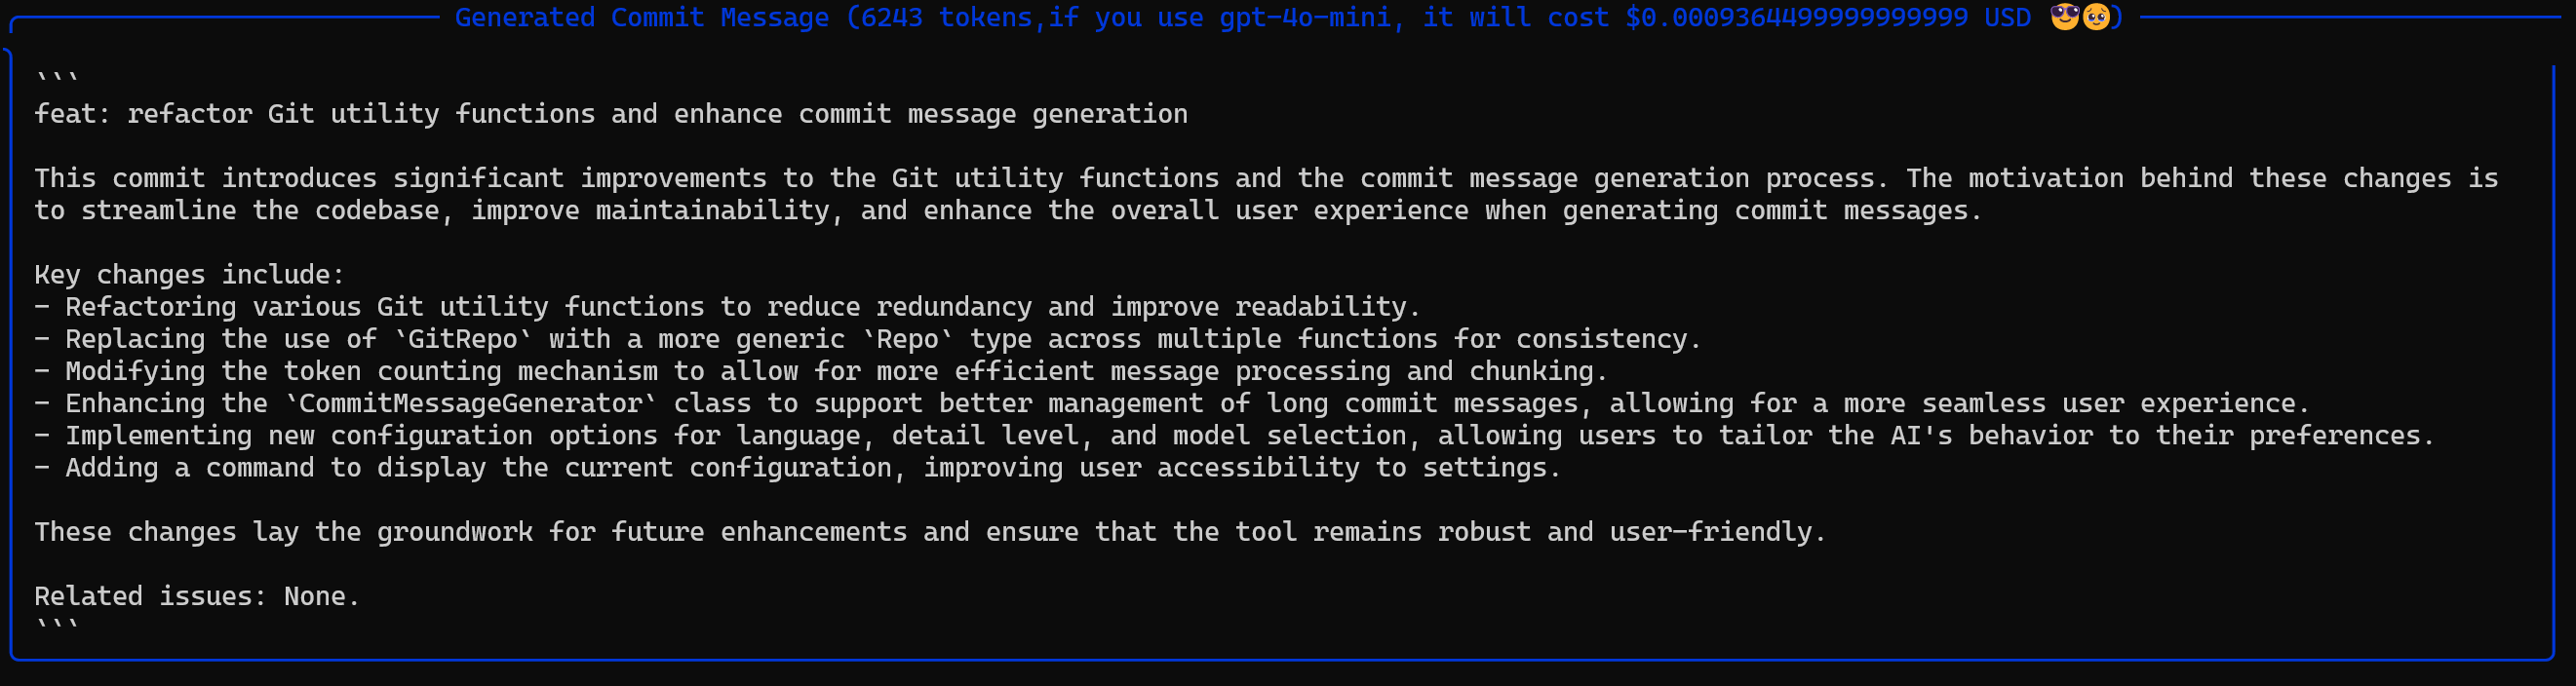 Generated Commit Message (6243 tokens,if you use gpt-4o-mini, it will cost $0.0009364499999999999 USD 😎🥺)
```
feat: refactor Git utility functions and enhance commit message generation
This commit introduces significant improvements to the Git utility functions and the commit message generation process. The motivation behind these changes is
to streamline the codebase, improve maintainability, and enhance the overall user experience when generating commit messages.
Key changes include:
- Refactoring various Git utility functions to reduce redundancy and improve readability.
- Replacing the use of `GitRepo` with a more generic `Repo` type across multiple functions for consistency.
- Modifying the token counting mechanism to allow for more efficient message processing and chunking.
- Enhancing the `CommitMessageGenerator` class to support better management of long commit messages, allowing for a more seamless user experience.
- Implementing new configuration options for language, detail level, and model selection, allowing users to tailor the AI's behavior to their preferences.
- Adding a command to display the current configuration, improving user accessibility to settings.
These changes lay the groundwork for future enhancements and ensure that the tool remains robust and user-friendly.
Related issues: None.
```